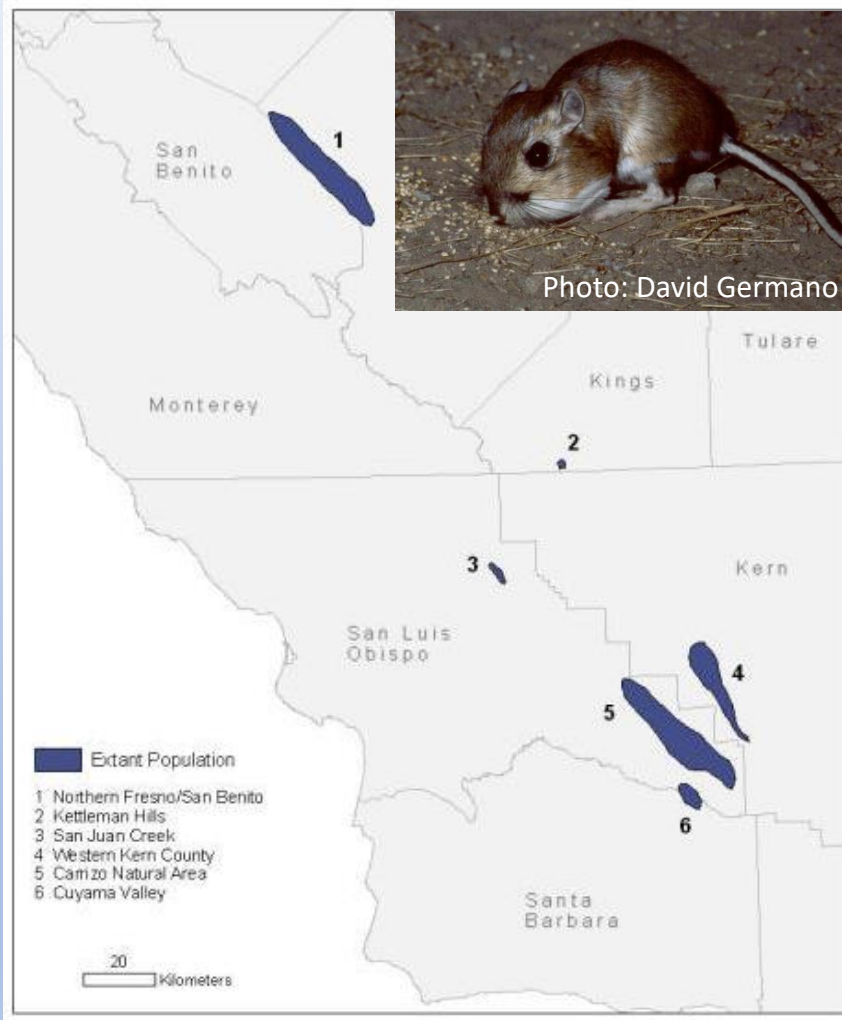 1
San
Benito
Photo: David Germano
Tulare
Kings
Monterey
2
3
Kern
San Luis
Obispo
4
5
Extant Population
1 Northern Fresno/San Benito
2 Kettleman Hills
3 San Juan Creek
4 Western Kern County
5 Carrizo Natural Area
6 Cuyama Valley
6
Santa
Barbara
20
Kilometers